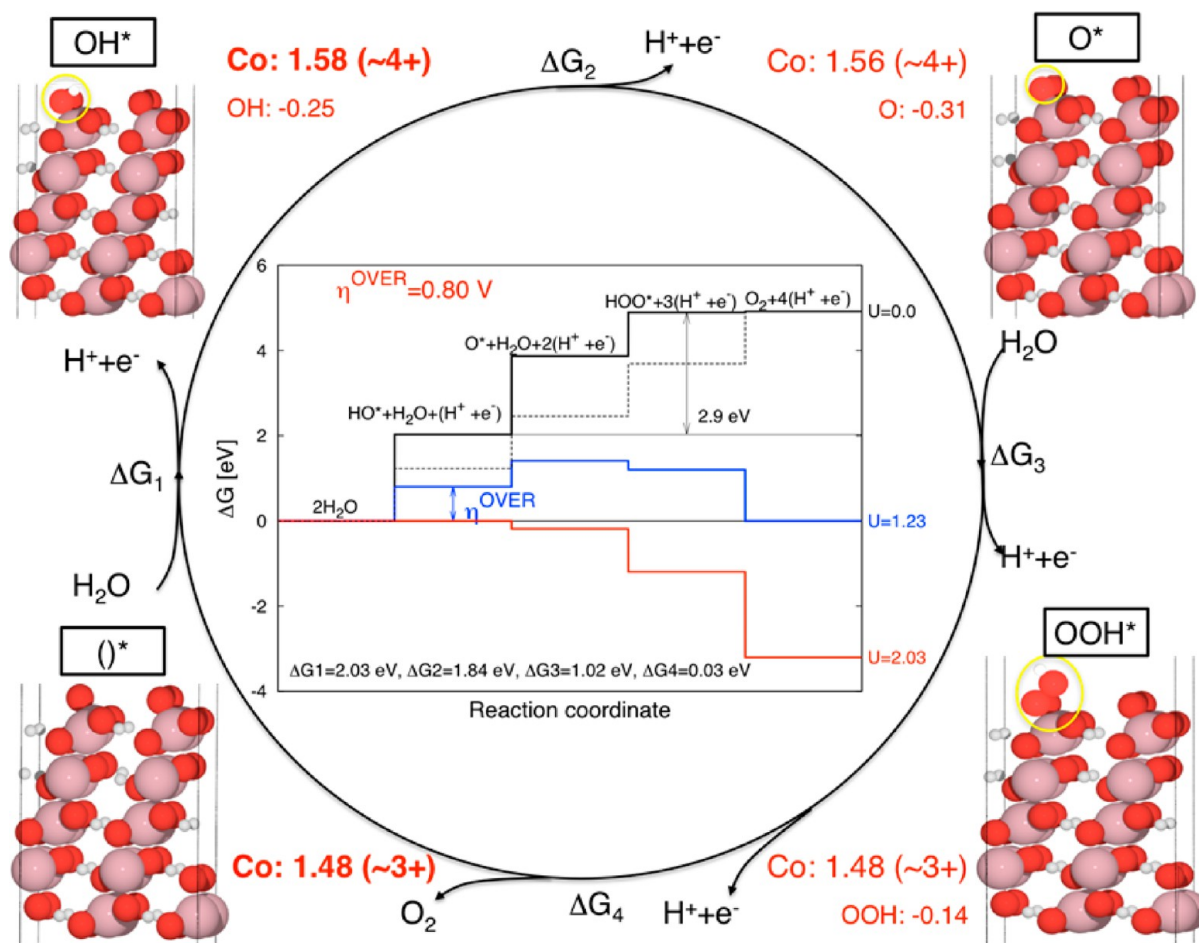 OH*
Co: 1.58 (~4+)
OH: -0.25
ΔG₂
H⁺+e⁻
Co: 1.56 (~4+)
O: -0.31
O*
H⁺+e⁻
ΔG₁
H₂O
H₂O
ΔG₃
H⁺+e⁻
6
4
2
0
-2
-4
ΔG [eV]
η^OVER=0.80 V
2H₂O
HO*+H₂O+(H⁺ +e⁻)
O*+H₂O+2(H⁺ +e⁻)
HOO*+3(H⁺ +e⁻)
O₂+4(H⁺ +e⁻)
U=0.0
2.9 eV
η^OVER
U=1.23
U=2.03
ΔG1=2.03 eV, ΔG2=1.84 eV, ΔG3=1.02 eV, ΔG4=0.03 eV
Reaction coordinate
()*
OOH*
Co: 1.48 (~3+)
O₂
ΔG₄
H⁺+e⁻
Co: 1.48 (~3+)
OOH: -0.14